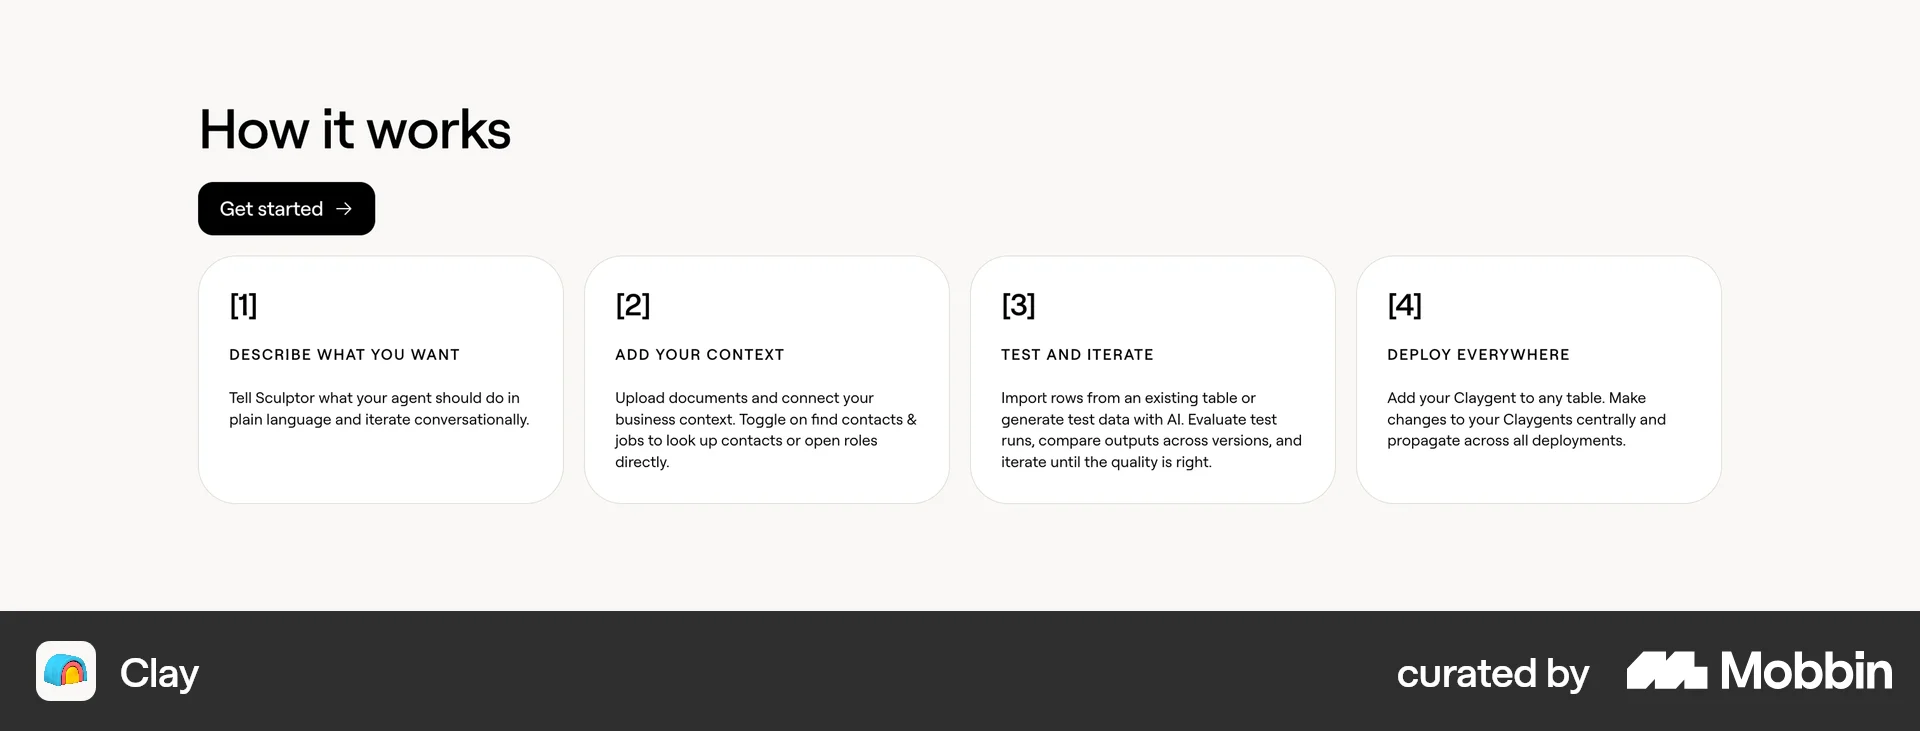 How it works
Get started →
[1]
DESCRIBE WHAT YOU WANT
Tell Sculptor what your agent should do in
plain language and iterate conversationally.
[2]
ADD YOUR CONTEXT
Upload documents and connect your
business context. Toggle on find contacts &
jobs to look up contacts or open roles
directly.
[3]
TEST AND ITERATE
Import rows from an existing table or
generate test data with AI. Evaluate test
runs, compare outputs across versions, and
iterate until the quality is right.
[4]
DEPLOY EVERYWHERE
Add your Claygent to any table. Make
changes to your Claygents centrally and
propagate across all deployments.
Clay
curated by Mobbin